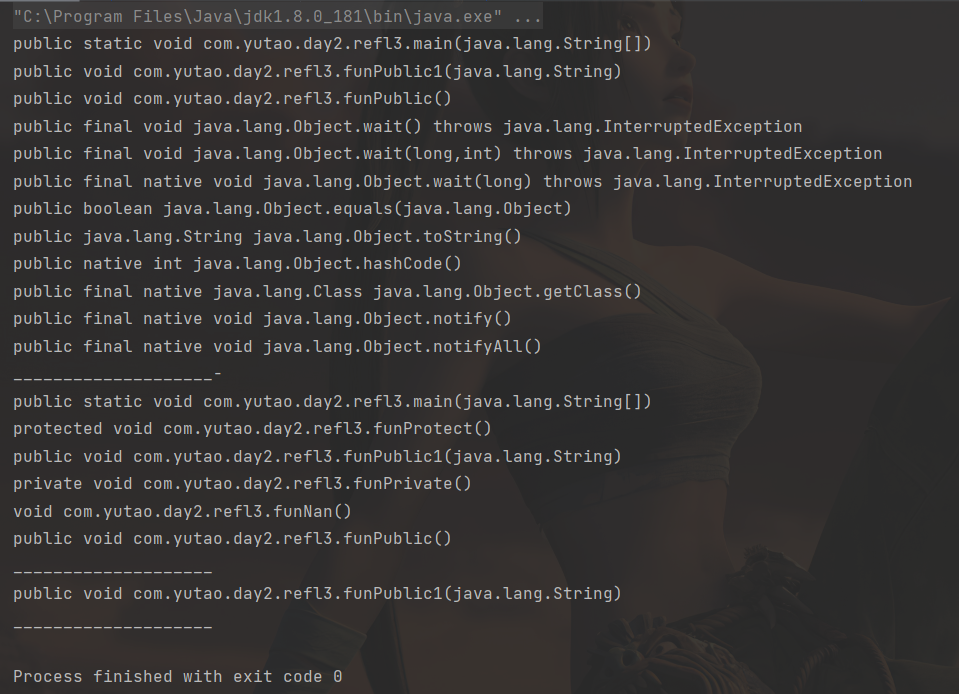 "C:\Program Files\Java\jdk1.8.0_181\bin\java.exe" ...
public static void com.yutao.day2.refl3.main(java.lang.String[])
public void com.yutao.day2.refl3.funPublic1(java.lang.String)
public void com.yutao.day2.refl3.funPublic()
public final void java.lang.Object.wait() throws java.lang.InterruptedException
public final void java.lang.Object.wait(long,int) throws java.lang.InterruptedException
public final native void java.lang.Object.wait(long) throws java.lang.InterruptedException
public boolean java.lang.Object.equals(java.lang.Object)
public java.lang.String java.lang.Object.toString()
public native int java.lang.Object.hashCode()
public final native java.lang.Class java.lang.Object.getClass()
public final native void java.lang.Object.notify()
public final native void java.lang.Object.notifyAll()
____________________-
public static void com.yutao.day2.refl3.main(java.lang.String[])
protected void com.yutao.day2.refl3.funProtect()
public void com.yutao.day2.refl3.funPublic1(java.lang.String)
private void com.yutao.day2.refl3.funPrivate()
void com.yutao.day2.refl3.funNan()
public void com.yutao.day2.refl3.funPublic()
____________________
public void com.yutao.day2.refl3.funPublic1(java.lang.String)
____________________
Process finished with exit code 0